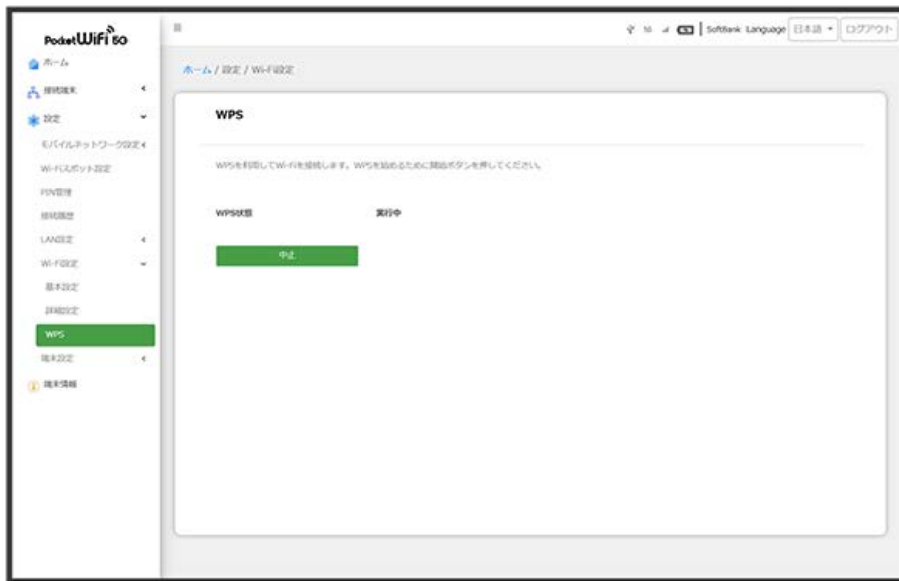 PocketWiFi 5G
SoftBank Language 日本語 ログアウト
ホーム
接続端末
設定
モバイルネットワーク設定
Wi-Fiスポット設定
PIN管理
接続履歴
LAN設定
Wi-Fi設定
基本設定
詳細設定
WPS
端末設定
端末情報
ホーム / 設定 / Wi-Fi設定
WPS
WPSを利用してWi-Fiを接続します。WPSを始めるために開始ボタンを押してください。
WPS状態 実行中
中止